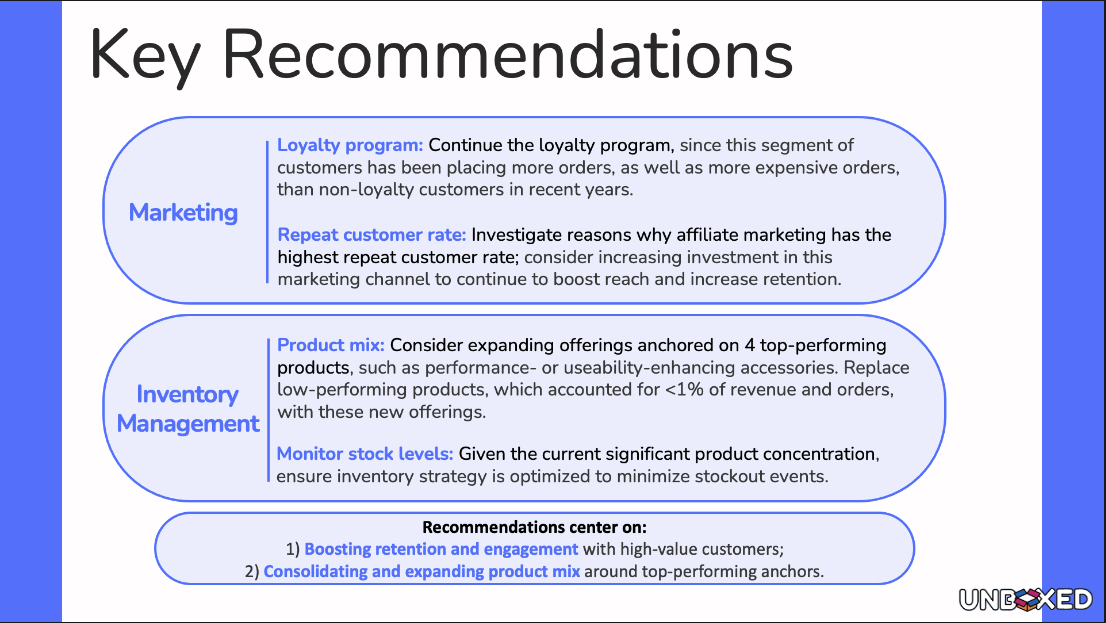 Key Recommendations
Marketing
Loyalty program: Continue the loyalty program, since this segment of
customers has been placing more orders, as well as more expensive orders,
than non-loyalty customers in recent years.
Repeat customer rate: Investigate reasons why affiliate marketing has the
highest repeat customer rate; consider increasing investment in this
marketing channel to continue to boost reach and increase retention.
Inventory
Management
Product mix: Consider expanding offerings anchored on 4 top-performing
products, such as performance- or useability-enhancing accessories. Replace
low-performing products, which accounted for <1% of revenue and orders,
with these new offerings.
Monitor stock levels: Given the current significant product concentration,
ensure inventory strategy is optimized to minimize stockout events.
Recommendations center on:
1) Boosting retention and engagement with high-value customers;
2) Consolidating and expanding product mix around top-performing anchors.
UNBOXED